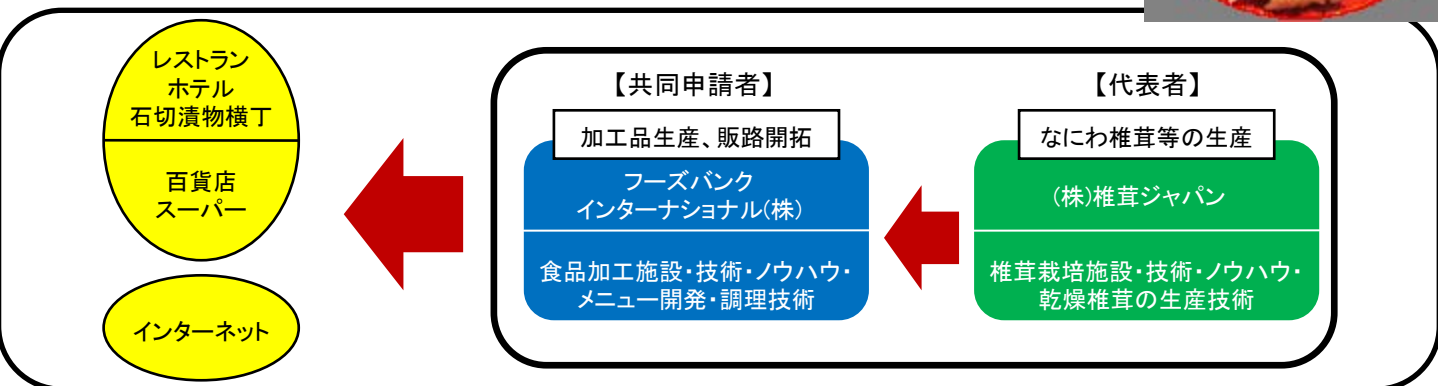 レストラン
ホテル
石切漬物横丁
百貨店
スーパー
インターネット
【共同申請者】
加工品生産、販路開拓
フーズバンク
インターナショナル(株)
食品加工施設・技術・ノウハウ・
メニュー開発・調理技術
【代表者】
なにわ椎茸等の生産
(株)椎茸ジャパン
椎茸栽培施設・技術・ノウハウ・
乾燥椎茸の生産技術